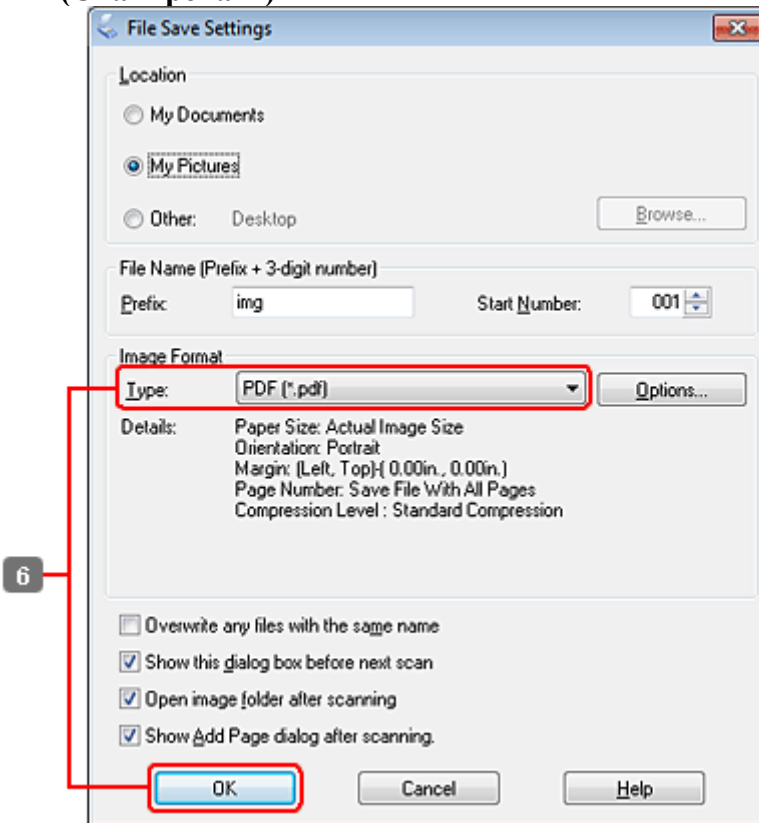 File Save Settings
Location
My Documents
My Pictures
Other: Desktop Browse...
File Name (Prefix + 3-digit number)
Prefix: img Start Number: 001
Image Format
Type: PDF (*.pdf) Options...
Details: Paper Size: Actual Image Size
Orientation: Portrait
Margin: (Left, Top)-( 0.00in., 0.00in.)
Page Number: Save File With All Pages
Compression Level : Standard Compression
6
Overwrite any files with the same name
Show this dialog box before next scan
Open image folder after scanning
Show Add Page dialog after scanning.
OK Cancel Help